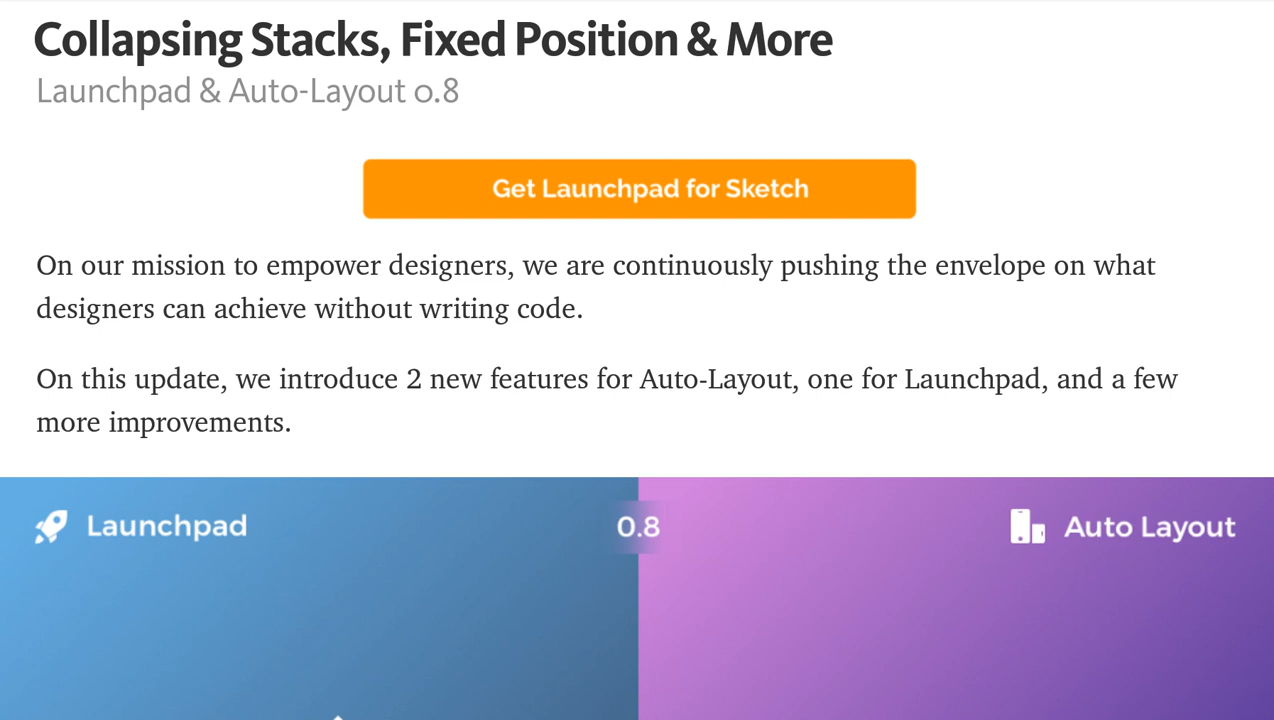 Collapsing Stacks, Fixed Position & More
Launchpad & Auto-Layout 0.8
Get Launchpad for Sketch
On our mission to empower designers, we are continuously pushing the envelope on what
designers can achieve without writing code.
On this update, we introduce 2 new features for Auto-Layout, one for Launchpad, and a few
more improvements.
Launchpad
0.8
Auto Layout